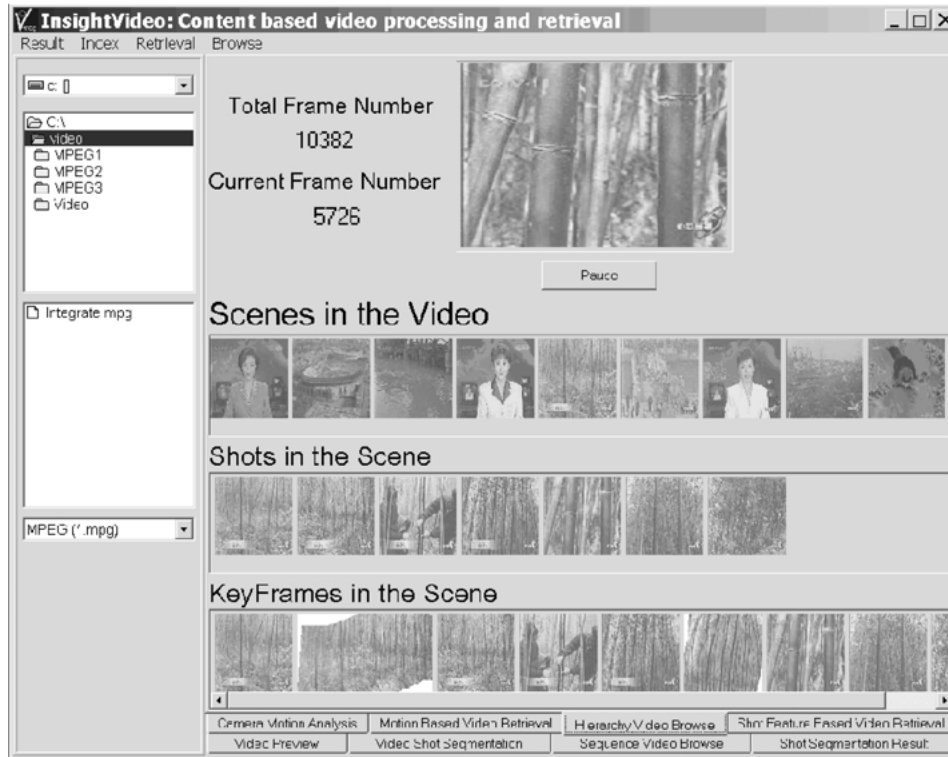 InsightVideo: Content based video processing and retrieval
Result Incex Retrieval Browse
c: []
C:\
video
MPEG1
MPEG2
MPEG3
Video
Total Frame Number
10382
Current Frame Number
5726
Pauco
Integrate mpg
Scenes in the Video
Shots in the Scene
MPEG (*.mpg)
KeyFrames in the Scene
Camera Motion Analysis Motion Based Video Retrieval Hierarchy Video Browse Shot Feature Based Video Retrieval
Video Preview Video Shot Segmentation Sequence Video Browse Shot Segmentation Result